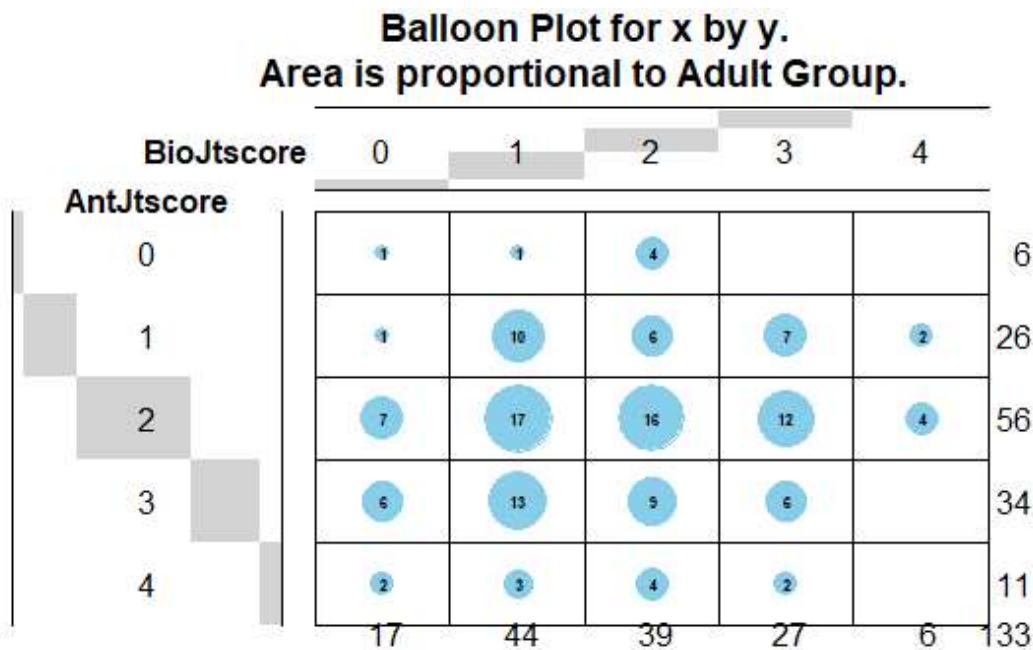 Balloon Plot for x by y.
Area is proportional to Adult Group.
BioJtscore 0 1 2 3 4
AntJtscore
0 1 1 4 6
1 1 10 6 7 2 26
2 7 17 16 12 4 56
3 6 13 9 6 34
4 2 3 4 2 11
17 44 39 27 6 133